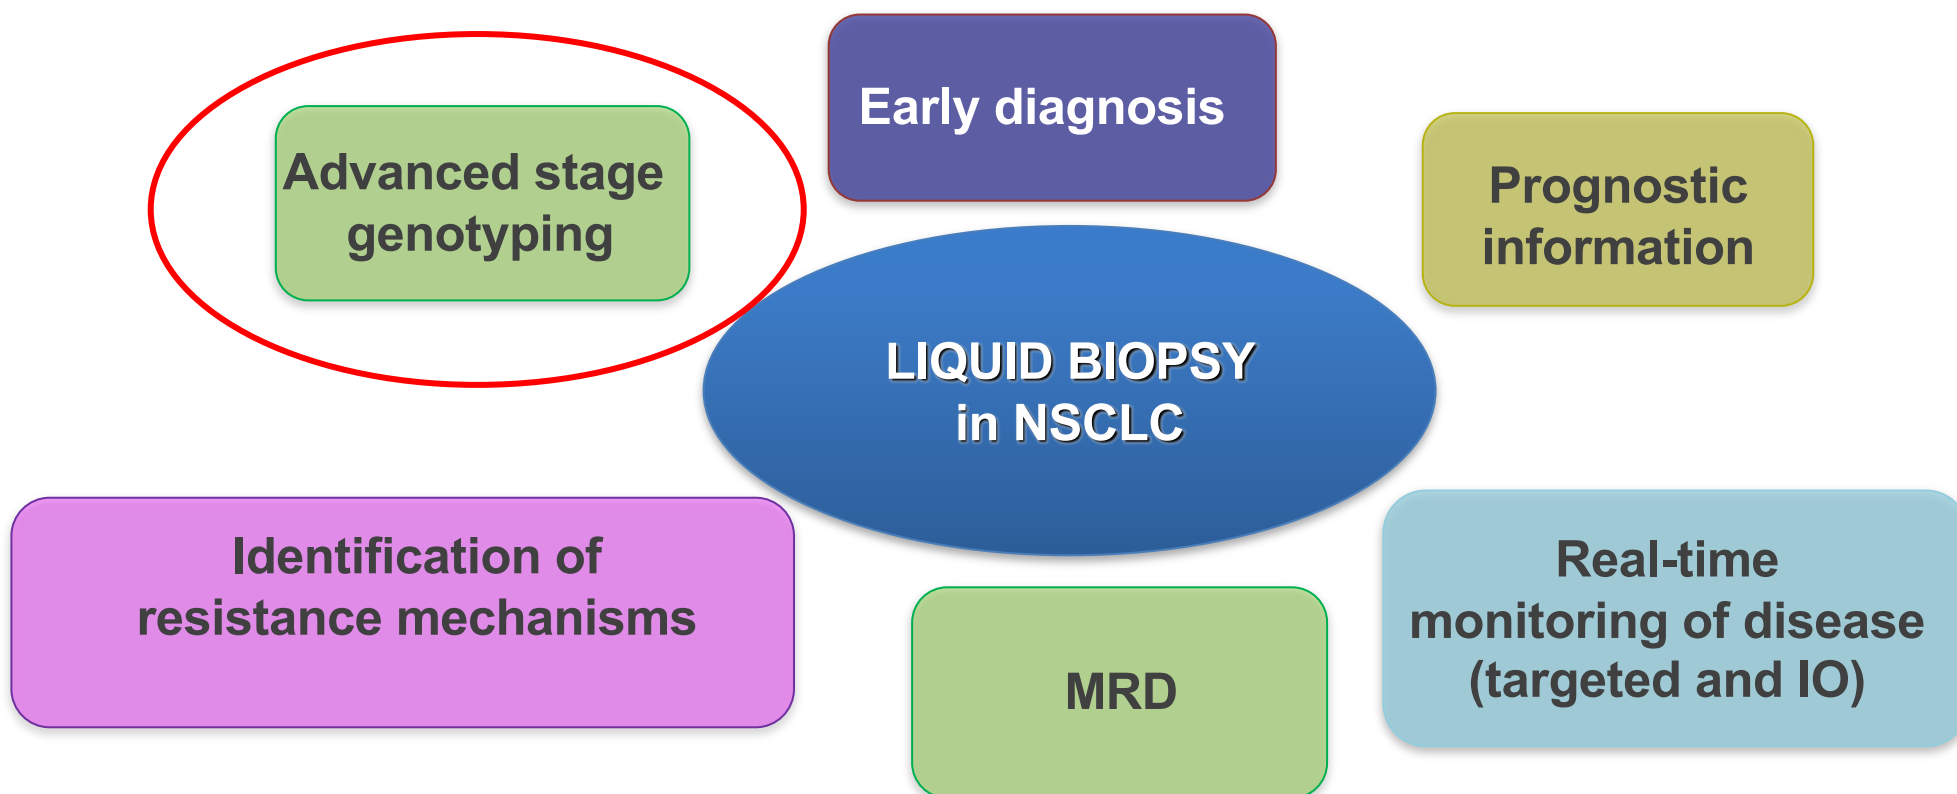 Early diagnosis
Advanced stage
genotyping
Prognostic
information
LIQUID BIOPSY
in NSCLC
Identification of
resistance mechanisms
MRD
Real-time
monitoring of disease
(targeted and IO)